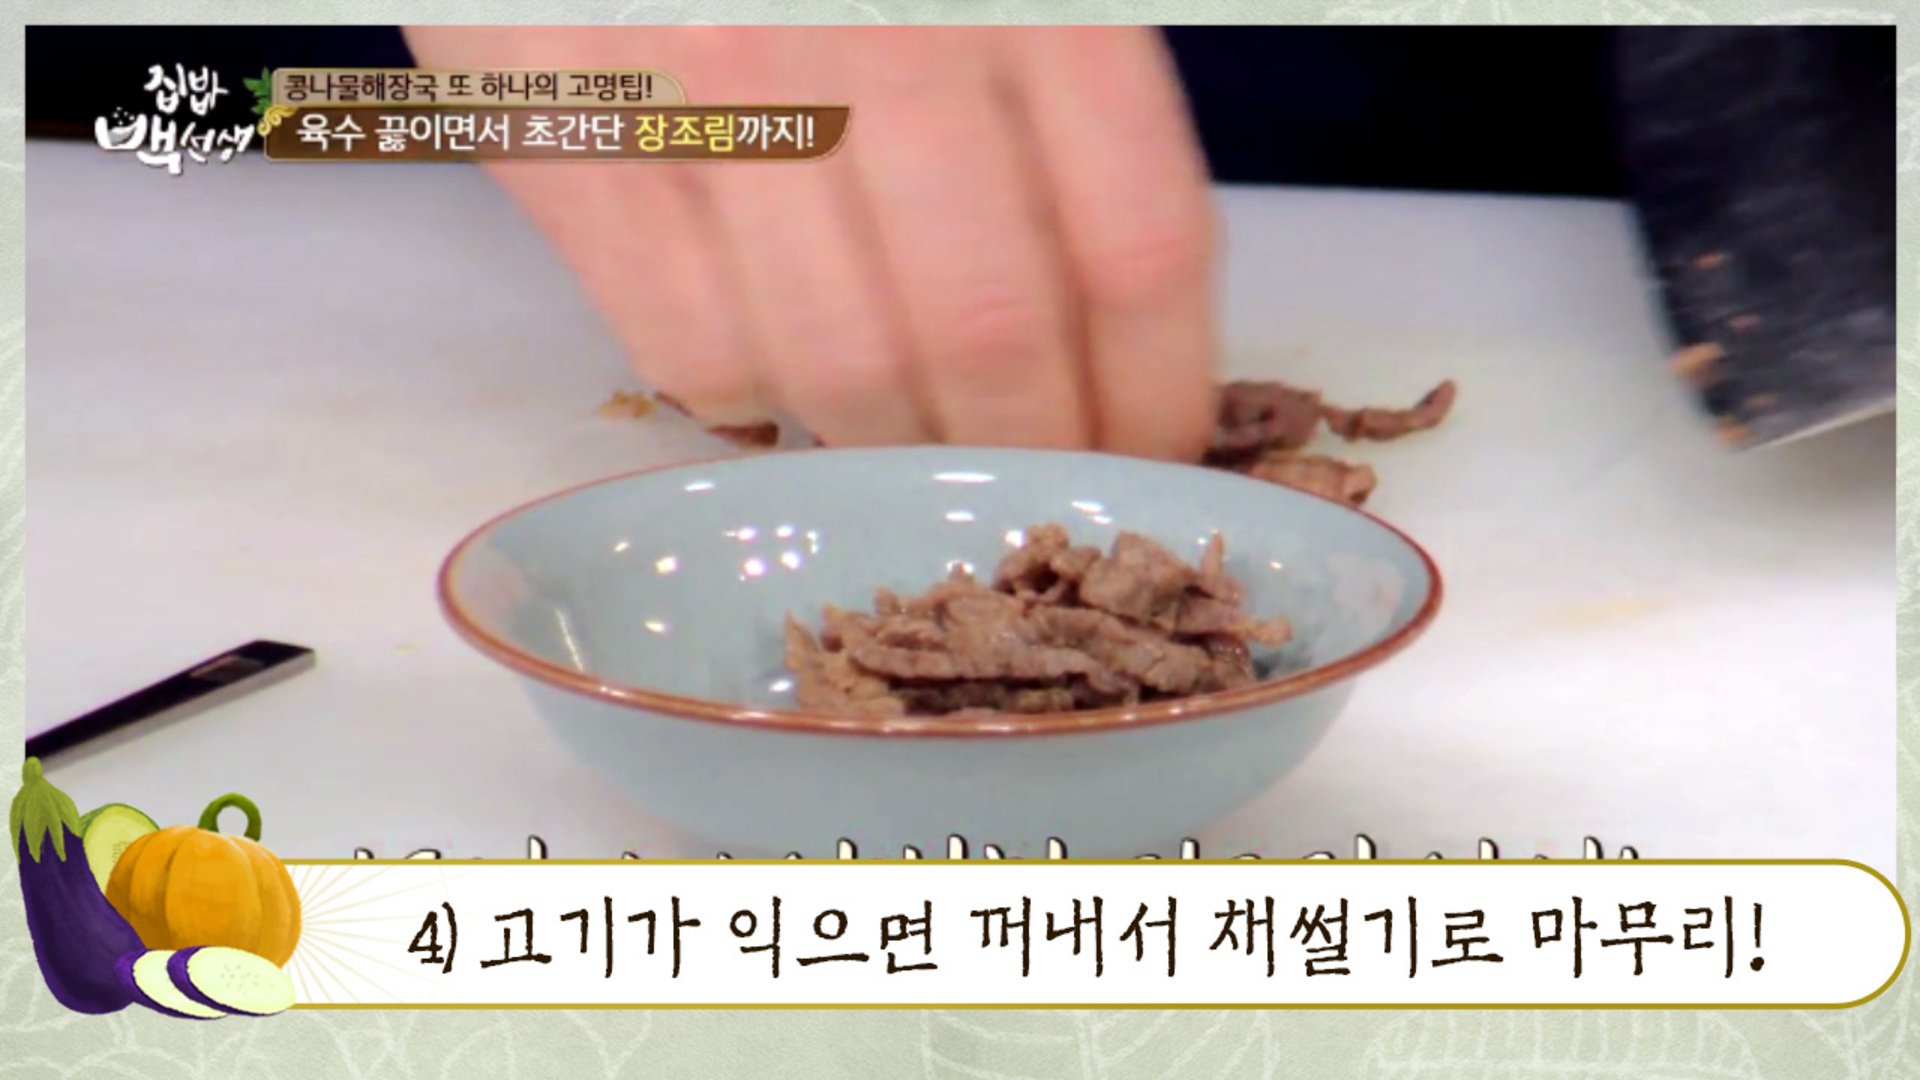 집밥
백선생
콩나물해장국 또 하나의 고명팁!
육수 끓이면서 초간단 장조림까지!
4) 고기가 익으면 꺼내서 채썰기로 마무리!